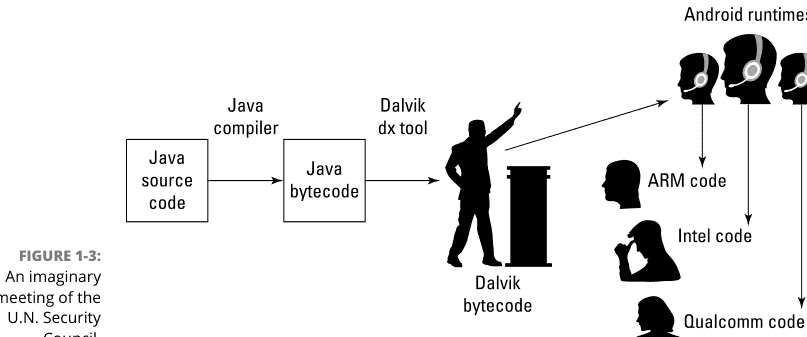 Android runtimes
Java
compiler
Dalvik
dx tool
Java
source
code
Java
bytecode
ARM code
Intel code
Dalvik
bytecode
Qualcomm code
FIGURE 1-3:
An imaginary
meeting of the
U.N. Security
Council.